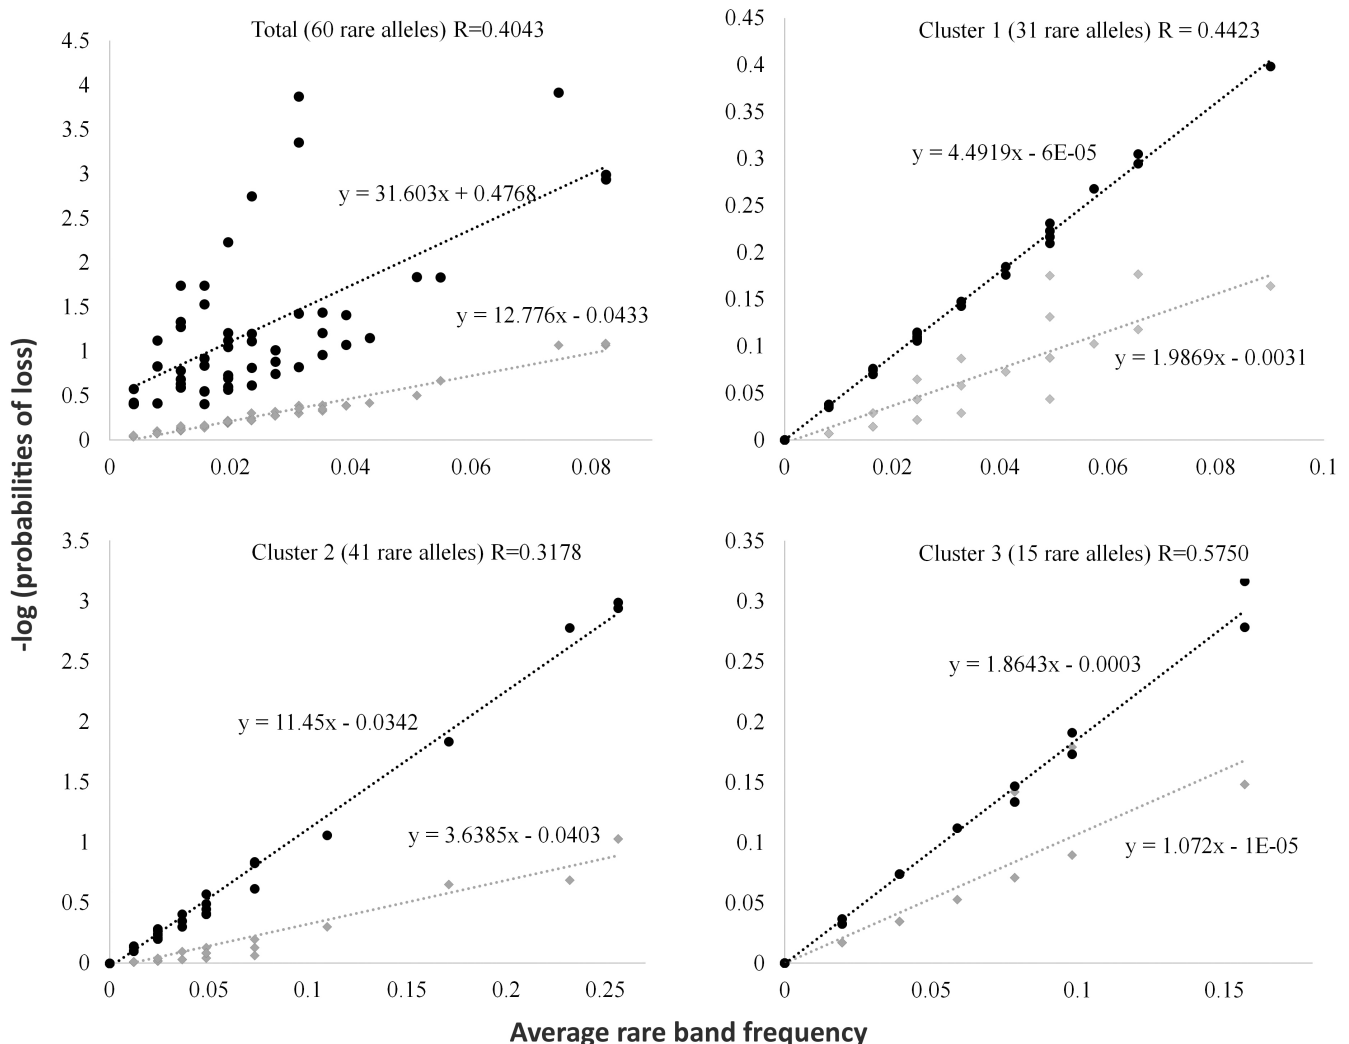 Total (60 rare alleles) R=0.4043
4.5
4
3.5
3
2.5
2
1.5
1
0.5
0
y = 31.603x + 0.4768
y = 12.776x - 0.0433
0 0.02 0.04 0.06 0.08
Cluster 1 (31 rare alleles) R = 0.4423
0.45
0.4
0.35
0.3
0.25
0.2
0.15
0.1
0.05
0
y = 4.4919x - 6E-05
y = 1.9869x - 0.0031
0 0.02 0.04 0.06 0.08 0.1
-log (probabilities of loss)
Cluster 2 (41 rare alleles) R=0.3178
3.5
3
2.5
2
1.5
1
0.5
0
y = 11.45x - 0.0342
y = 3.6385x - 0.0403
0 0.05 0.1 0.15 0.2 0.25
Cluster 3 (15 rare alleles) R=0.5750
0.35
0.3
0.25
0.2
0.15
0.1
0.05
0
y = 1.8643x - 0.0003
y = 1.072x - 1E-05
0 0.05 0.1 0.15
Average rare band frequency